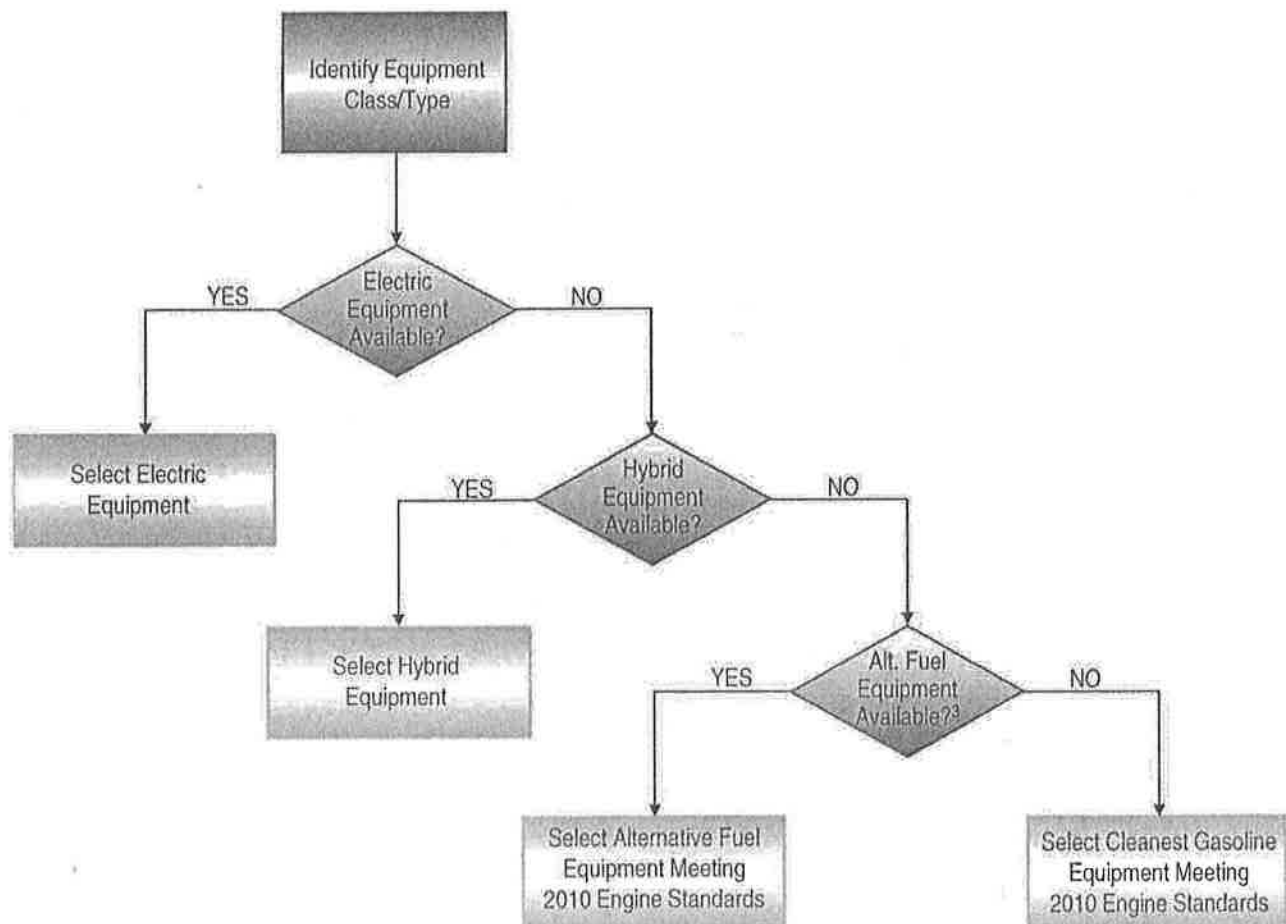 Identify Equipment
Class/Type
Electric
Equipment
Available?
YES
NO
Select Electric
Equipment
Hybrid
Equipment
Available?
YES
NO
Select Hybrid
Equipment
Alt. Fuel
Equipment
Available?³
YES
NO
Select Alternative Fuel
Equipment Meeting
2010 Engine Standards
Select Cleanest Gasoline
Equipment Meeting
2010 Engine Standards